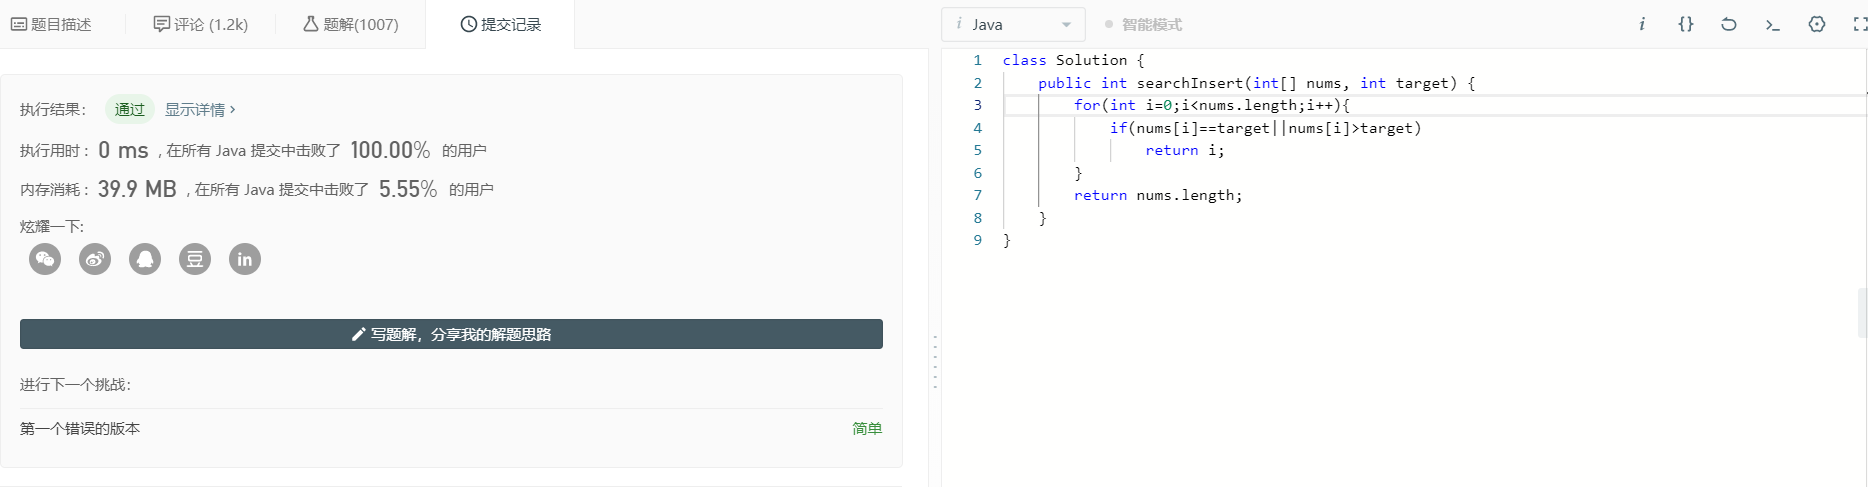 题目描述 评论 (1.2k) 题解(1007) 提交记录
执行结果： 通过 显示详情 ›
执行用时：0 ms , 在所有 Java 提交中击败了 100.00% 的用户
内存消耗：39.9 MB , 在所有 Java 提交中击败了 5.55% 的用户
炫耀一下:
写题解，分享我的解题思路
进行下一个挑战：
第一个错误的版本 简单
i Java 智能模式
1 class Solution {
2     public int searchInsert(int[] nums, int target) {
3         for(int i=0;i<nums.length;i++){
4             if(nums[i]==target||nums[i]>target)
5                 return i;
6         }
7         return nums.length;
8     }
9 }